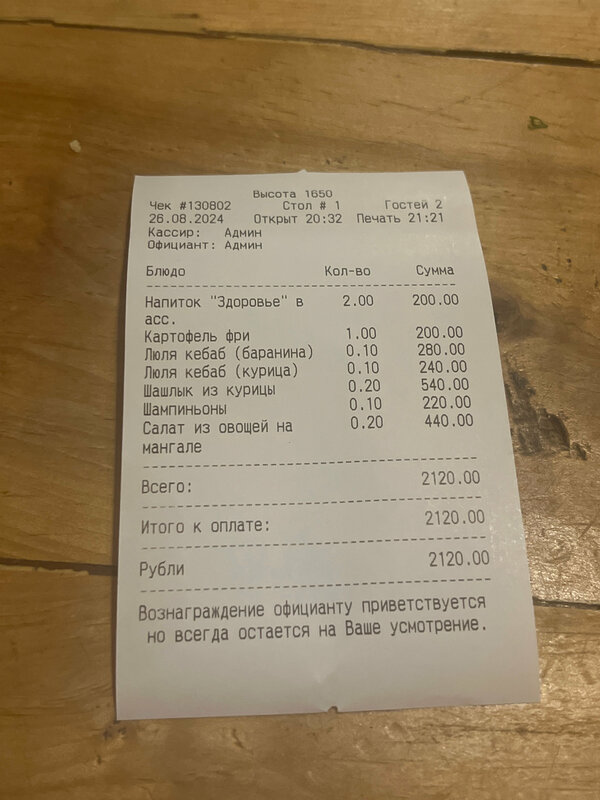 Высота 1650
Чек #130802 Стол # 1 Гостей 2
26.08.2024 Открыт 20:32 Печать 21:21
Кассир: Админ
Официант: Админ
Блюдо Кол-во Сумма
Напиток "Здоровье" в 2.00 200.00
асс.
Картофель фри 1.00 200.00
Люля кебаб (баранина) 0.10 280.00
Люля кебаб (курица) 0.10 240.00
Шашлык из курицы 0.20 540.00
Шампиньоны 0.10 220.00
Салат из овощей на 0.20 440.00
мангале
Всего: 2120.00
Итого к оплате: 2120.00
Рубли 2120.00
Вознаграждение официанту приветствуется
но всегда остается на Ваше усмотрение.